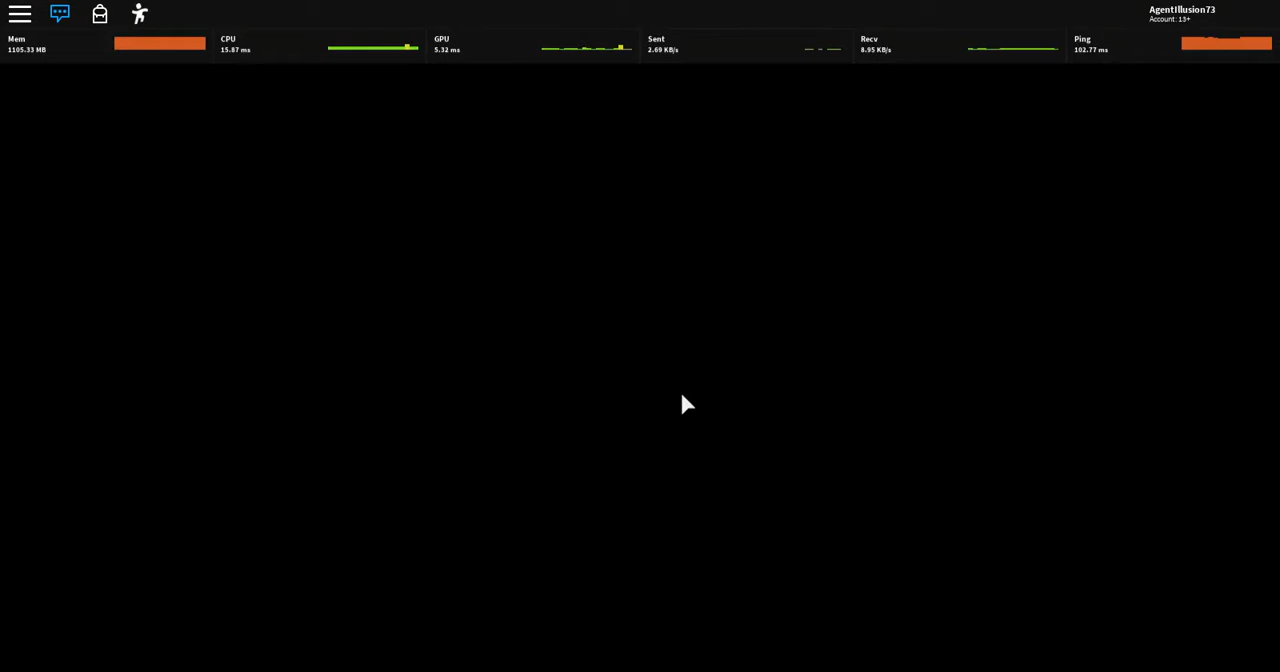 AgentIllusion73
Account: 13+
Mem
1105.33 MB
CPU
15.87 ms
GPU
5.32 ms
Sent
2.69 KB/s
Recv
8.95 KB/s
Ping
102.77 ms